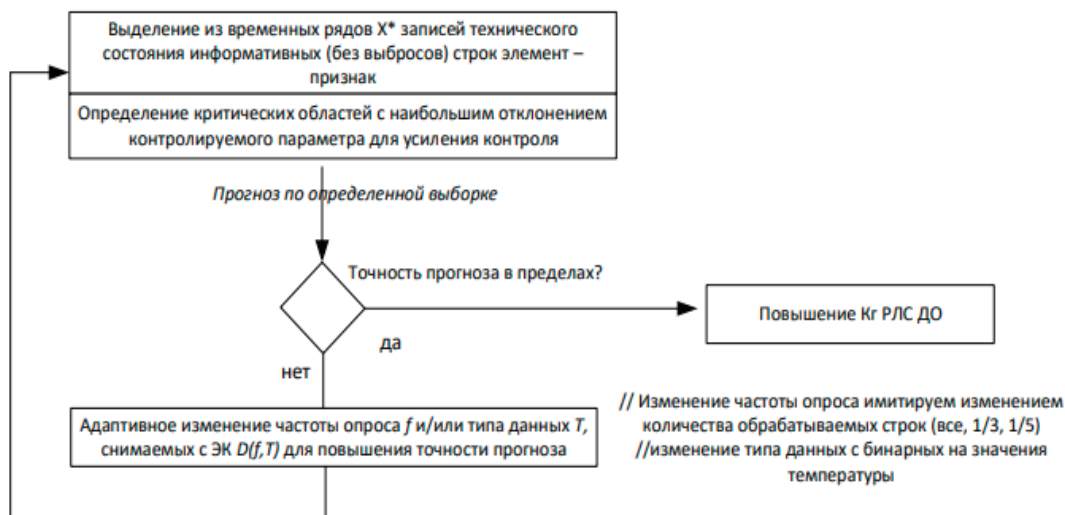 Выделение из временных рядов X* записей технического
состояния информативных (без выбросов) строк элемент –
признак
Определение критических областей с наибольшим отклонением
контролируемого параметра для усиления контроля
Прогноз по определенной выборке
Точность прогноза в пределах?
Повышение Кг РЛС ДО
да
нет
Адаптивное изменение частоты опроса f и/или типа данных T,
снимаемых с ЭК D(f,T) для повышения точности прогноза
// Изменение частоты опроса имитируем изменением
количества обрабатываемых строк (все, 1/3, 1/5)
//изменение типа данных с бинарных на значения
температуры